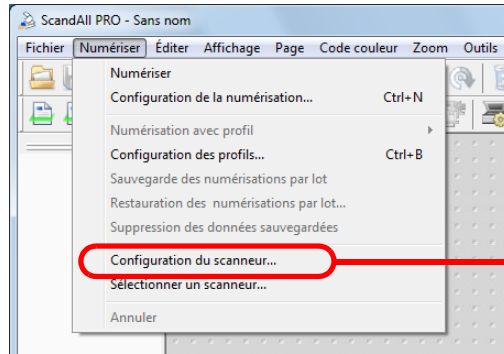 ScandAll PRO - Sans nom
Fichier Numériser Éditer Affichage Page Code couleur Zoom Outils
Numériser
Configuration de la numérisation... Ctrl+N
Numérisation avec profil
Configuration des profils... Ctrl+B
Sauvegarde des numérisations par lot
Restauration des numérisations par lot...
Suppression des données sauvegardées
Configuration du scanneur...
Sélectionner un scanneur...
Annuler